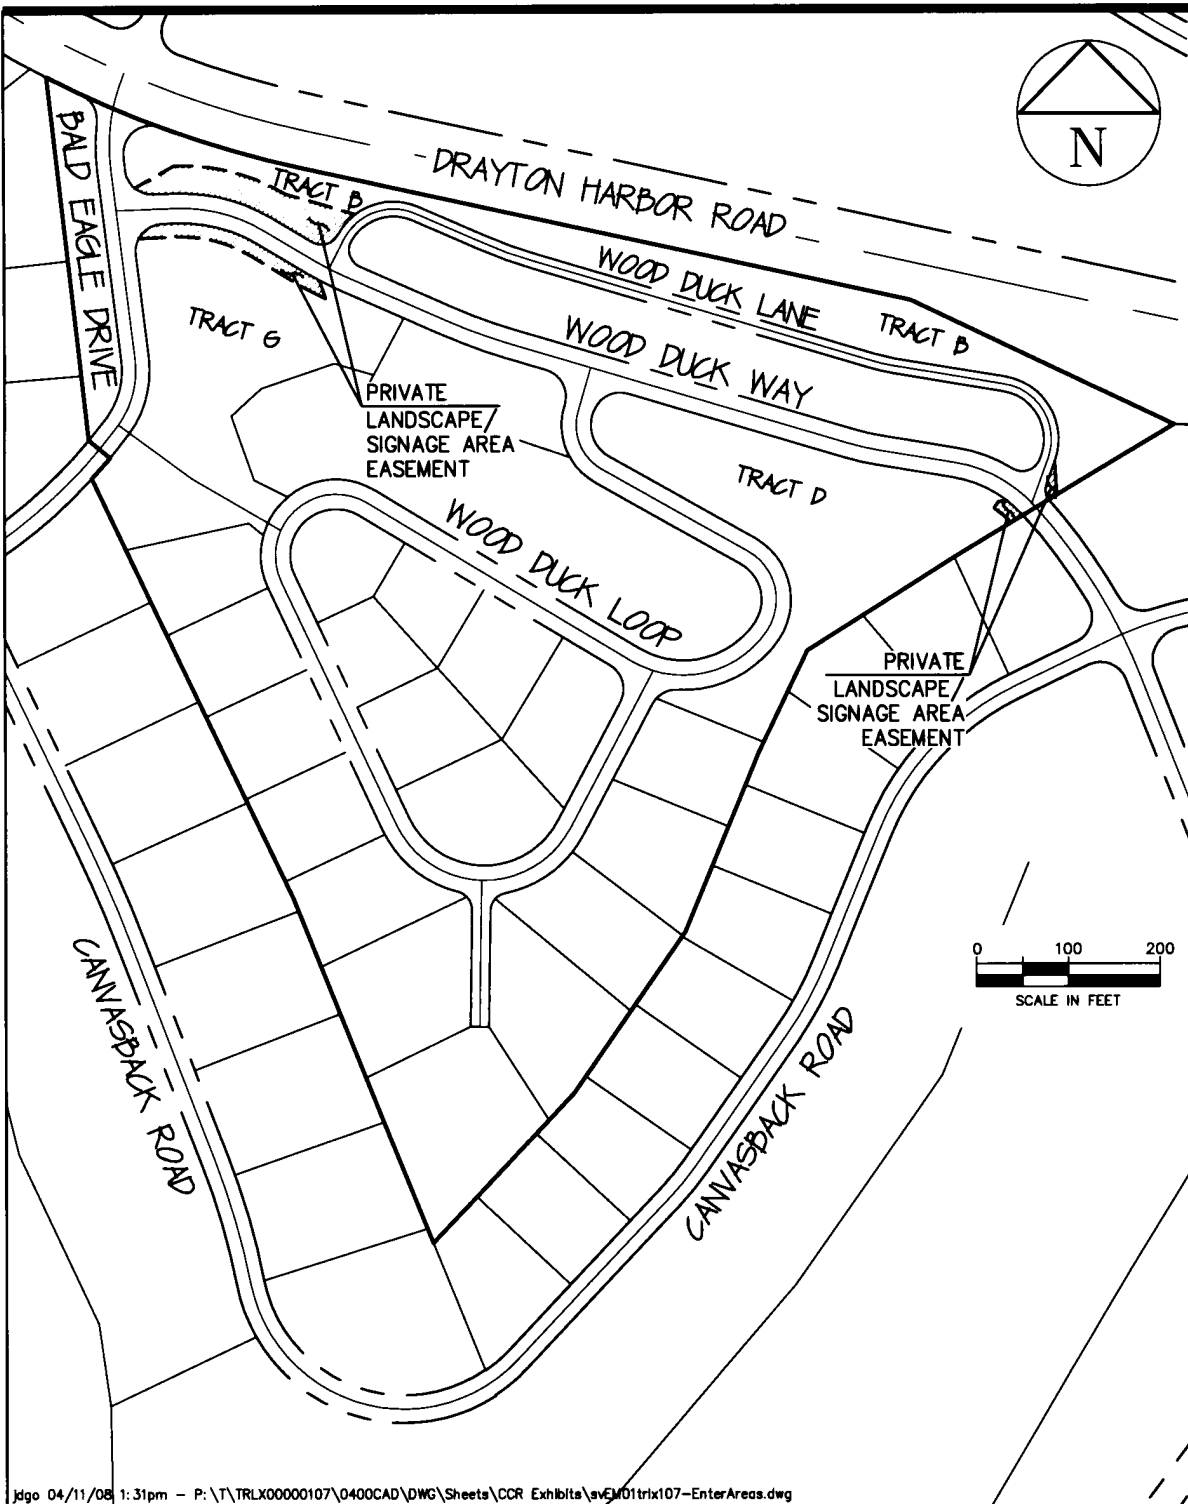 N
DRAYTON HARBOR ROAD
BALD EAGLE DRIVE
TRACT B
WOOD DUCK LANE
TRACT B
TRACT G
WOOD DUCK WAY
PRIVATE
LANDSCAPE/
SIGNAGE AREA
EASEMENT
TRACT D
WOOD DUCK LOOP
PRIVATE
LANDSCAPE/
SIGNAGE AREA
EASEMENT
0 100 200
SCALE IN FEET
CANVASBACK ROAD
CANVASBACK ROAD
jdgo 04/11/08 1:31pm - P:\T\TRLX00000107\0400CAD\DWG\Sheets\CCR Exhibits\svEM01trlx107-EnterAreas.dwg